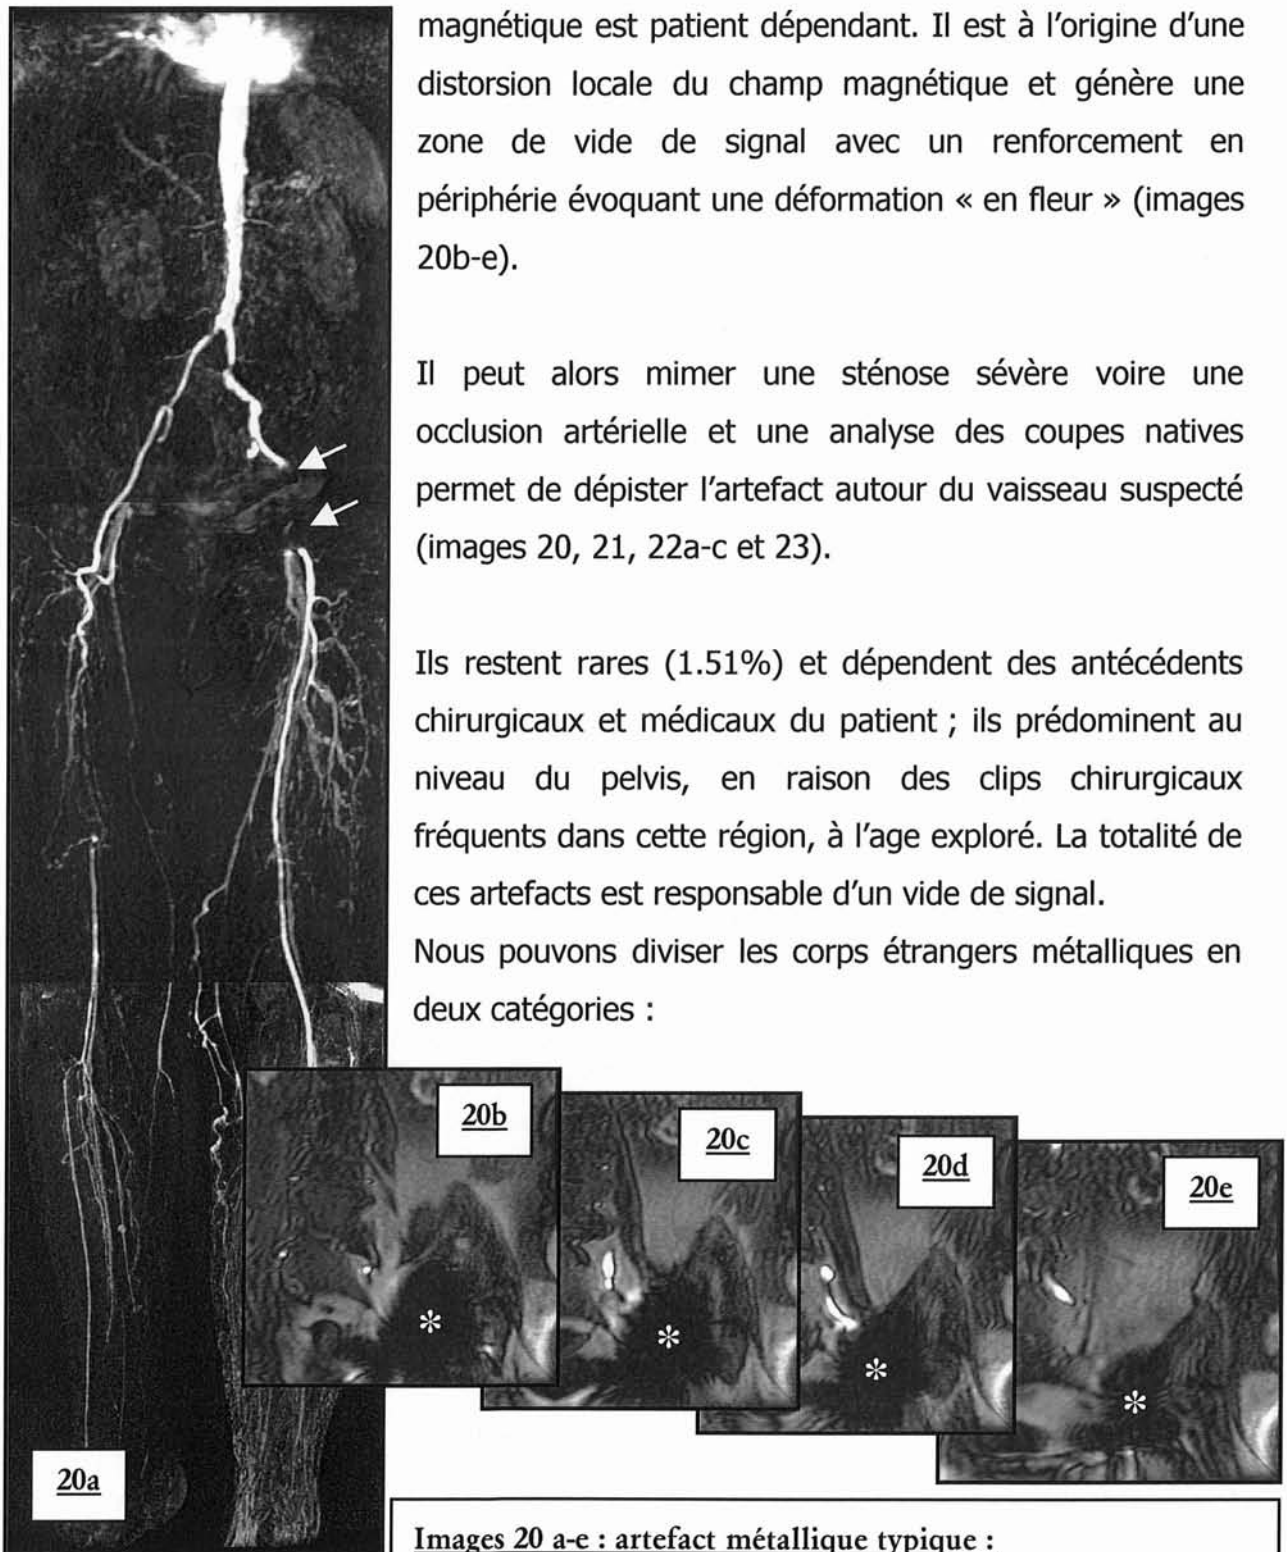 magnétique est patient dépendant. Il est à l'origine d'une
distorsion locale du champ magnétique et génère une
zone de vide de signal avec un renforcement en
périphérie évoquant une déformation « en fleur » (images
20b-e).
Il peut alors mimer une sténose sévère voire une
occlusion artérielle et une analyse des coupes natives
permet de dépister l'artefact autour du vaisseau suspecté
(images 20, 21, 22a-c et 23).
Ils restent rares (1.51%) et dépendent des antécédents
chirurgicaux et médicaux du patient ; ils prédominent au
niveau du pelvis, en raison des clips chirurgicaux
fréquents dans cette région, à l'age exploré. La totalité de
ces artefacts est responsable d'un vide de signal.
Nous pouvons diviser les corps étrangers métalliques en
deux catégories :
20b
20c
20d
20e
*
*
*
*
20a
Images 20 a-e : artefact métallique typique :